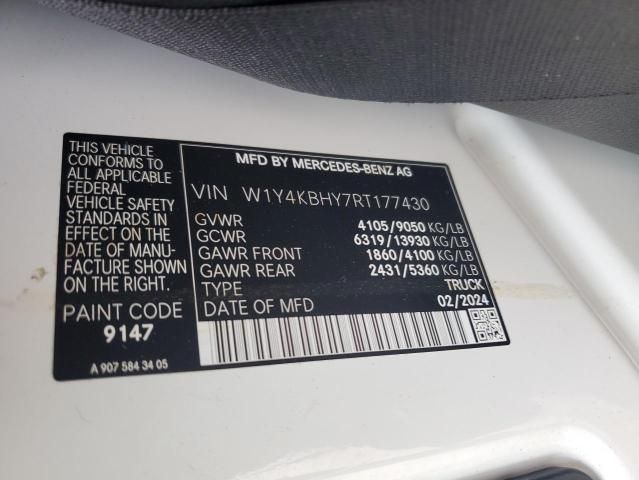 THIS VEHICLE
CONFORMS TO
ALL APPLICABLE
FEDERAL
VEHICLE SAFETY
STANDARDS IN
EFFECT ON THE
DATE OF MANU-
FACTURE SHOWN
ON THE RIGHT.
PAINT CODE
9147
A 907 584 34 05
MFD BY MERCEDES-BENZ AG
VIN W1Y4KBHY7RT177430
GVWR 4105/9050 KG/LB
GCWR 6319/13930 KG/LB
GAWR FRONT 1860/4100 KG/LB
GAWR REAR 2431/5360 KG/LB
TYPE TRUCK
DATE OF MFD 02/2024